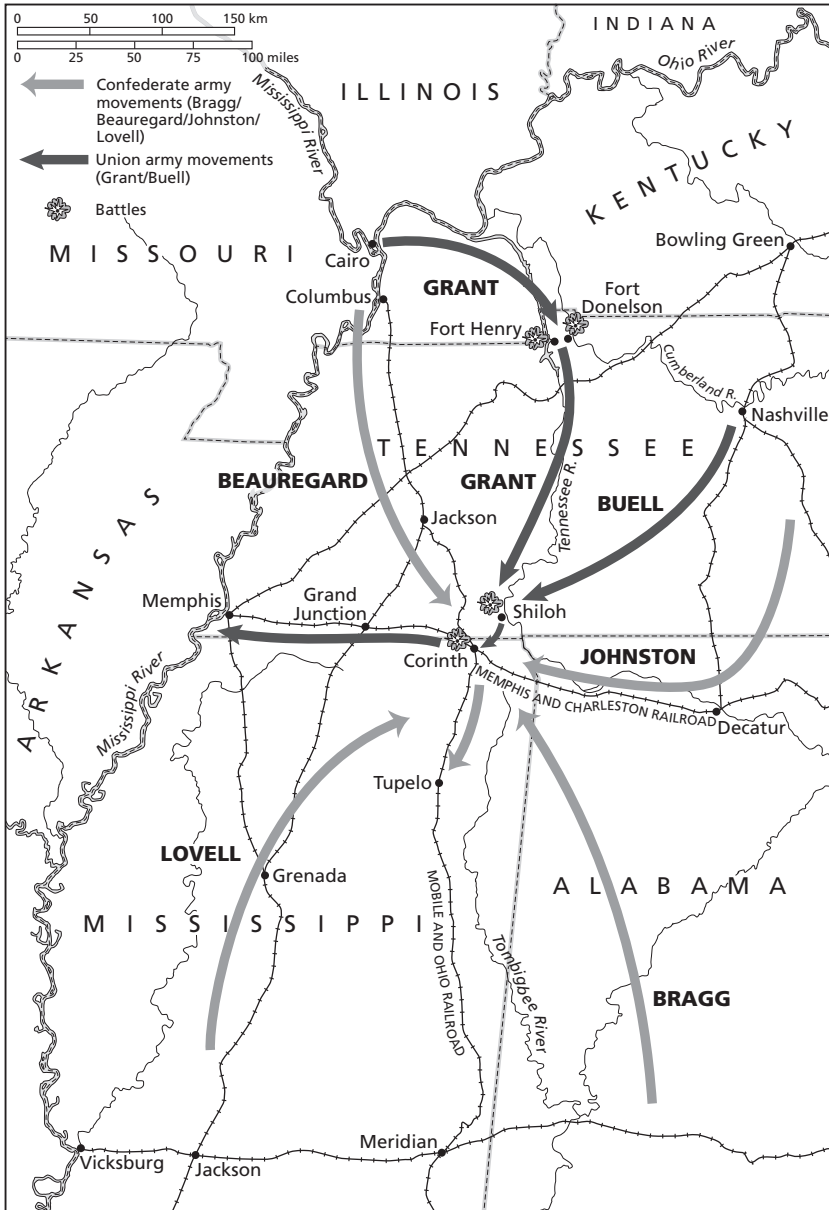 0 50 100 150 km
0 25 50 75 100 miles
Confederate army
movements (Bragg/
Beauregard/Johnston/
Lovell)
Union army movements
(Grant/Buell)
Battles
INDIANA
Ohio River
Mississippi River
ILLINOIS
KENTUCKY
MISSOURI
Cairo
Bowling Green
Columbus
GRANT
Fort
Donelson
Fort Henry
Cumberland R.
Nashville
TENNESSEE
BEAUREGARD
GRANT
Tennessee R.
BUELL
ARKANSAS
Jackson
Memphis
Grand
Junction
Shiloh
Corinth
JOHNSTON
MEMPHIS AND CHARLESTON RAILROAD
Decatur
Mississippi River
Tupelo
LOVELL
Grenada
ALABAMA
MISSISSIPPI
MOBILE AND OHIO RAILROAD
Tombigbee River
BRAGG
Meridian
Vicksburg
Jackson